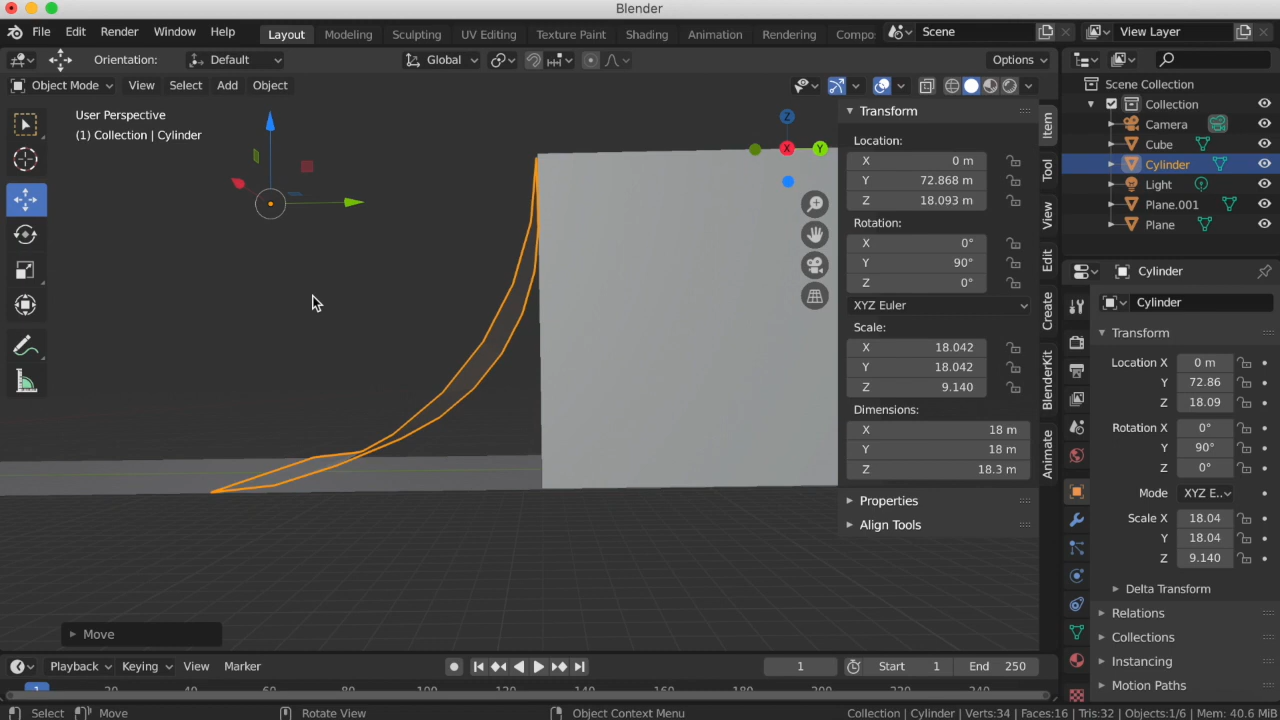 Blender
File Edit Render Window Help Layout Modeling Sculpting UV Editing Texture Paint Shading Animation Rendering Compo Scene View Layer
Orientation: Default Global Options
Object Mode View Select Add Object
User Perspective
(1) Collection | Cylinder
Z
X
Y
Transform
Location:
X 0 m
Y 72.868 m
Z 18.093 m
Rotation:
X 0°
Y 90°
Z 0°
XYZ Euler
Scale:
X 18.042
Y 18.042
Z 9.140
Dimensions:
X 18 m
Y 18 m
Z 18.3 m
Properties
Align Tools
Item
Tool
View
Edit
Create
BlenderKit
Animate
Scene Collection
Collection
Camera
Cube
Cylinder
Light
Plane.001
Plane
Cylinder
Cylinder
Transform
Location X 0 m
Y 72.86
Z 18.09
Rotation X 0°
Y 90°
Z 0°
Mode XYZ E..
Scale X 18.04
Y 18.04
Z 9.140
Delta Transform
Relations
Collections
Instancing
Motion Paths
Move
Playback Keying View Marker 1 Start 1 End 250
1
Select Move Rotate View Object Context Menu Collection | Cylinder | Verts:34 | Faces:16 | Tris:32 | Objects:1/6 | Mem: 40.6 MiB